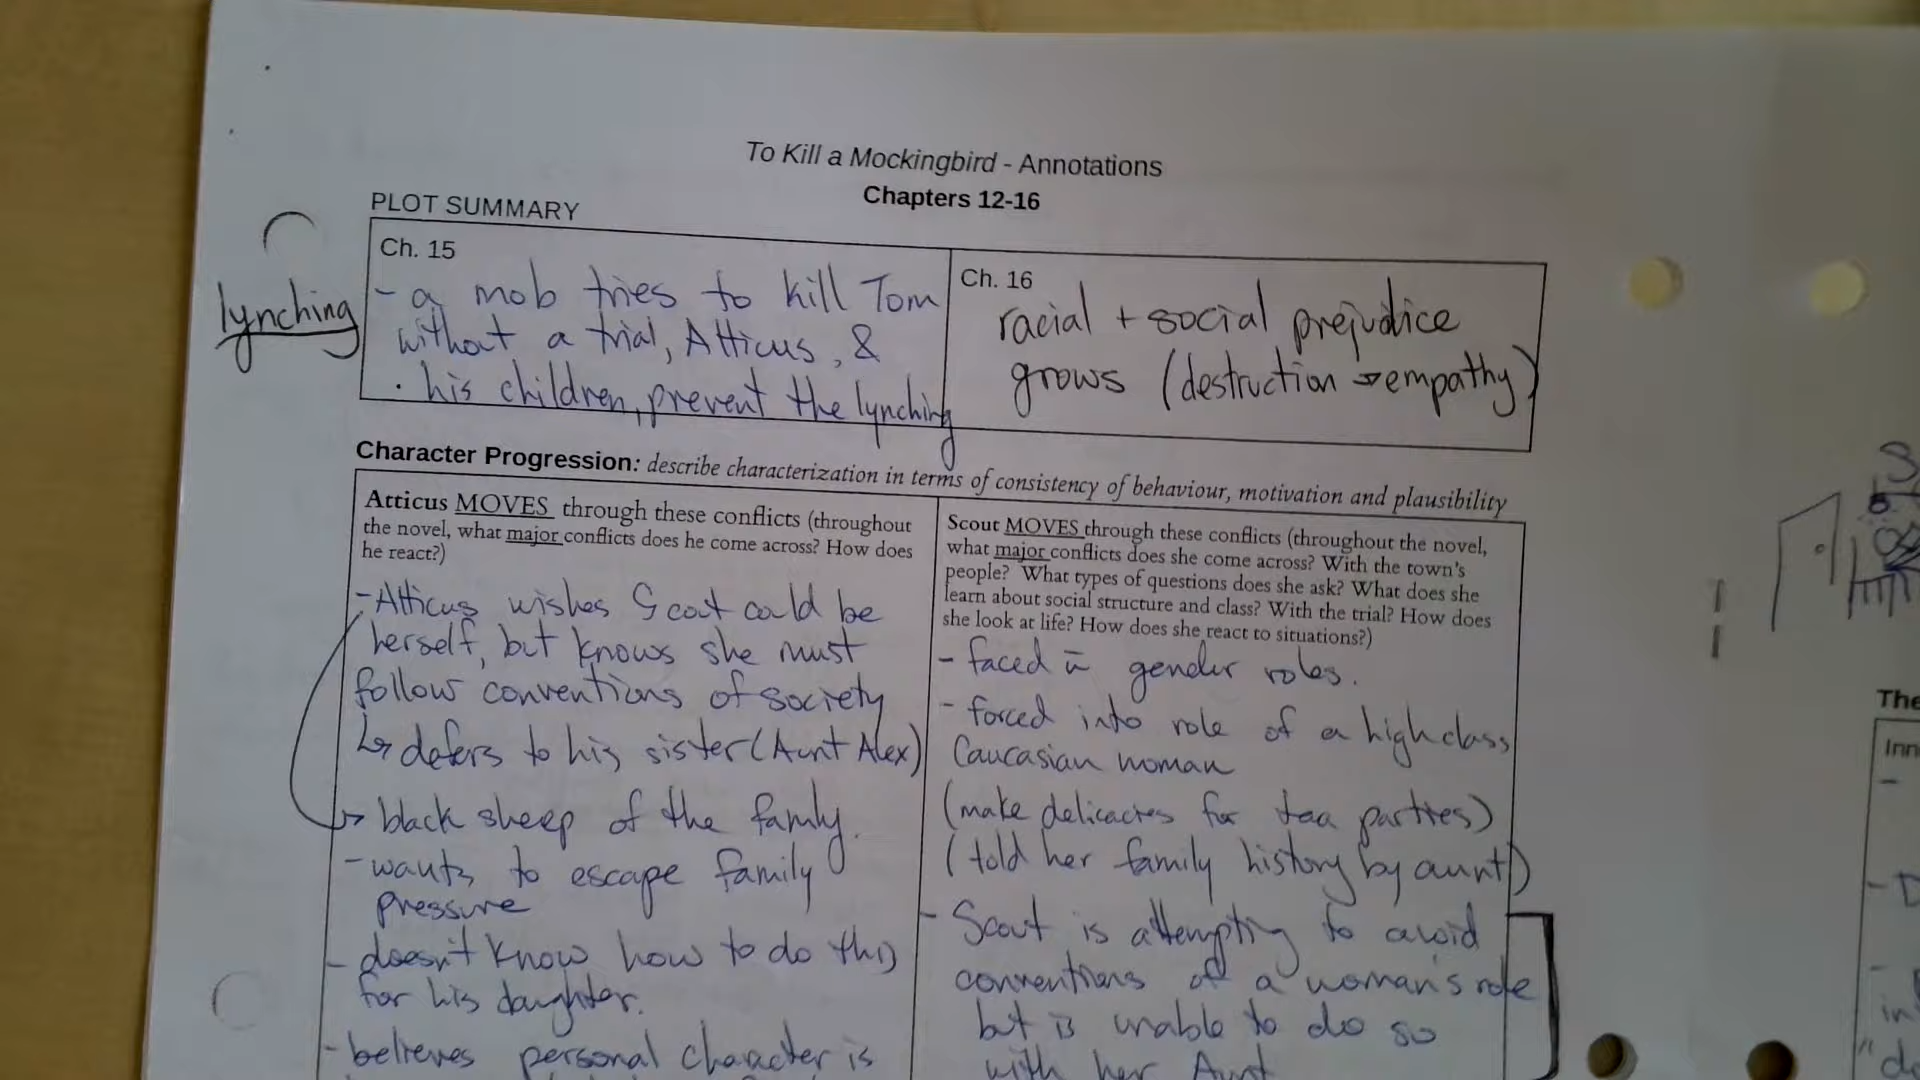 To Kill a Mockingbird - Annotations
Chapters 12-16
PLOT SUMMARY
lynching
Ch. 15
- a mob tries to kill Tom
without a trial, Atticus, &
his children, prevent the lynching
Ch. 16
racial + social prejudice
grows (destruction → empathy)
Character Progression: describe characterization in terms of consistency of behaviour, motivation and plausibility
Atticus MOVES through these conflicts (throughout
the novel, what major conflicts does he come across? How does
he react?)
- Atticus wishes Scout could be
herself, but knows she must
follow conventions of society
↳ defers to his sister (Aunt Alex)
→ black sheep of the family.
- wants to escape family
pressure
- doesn't know how to do this
for his daughter.
- believes personal character is
Scout MOVES through these conflicts (throughout the novel,
what major conflicts does she come across? With the town's
people? What types of questions does she ask? What does she
learn about social structure and class? With the trial? How does
she look at life? How does she react to situations?)
- faced c̄ gender roles.
- forced into role of a high class
Caucasian woman
(make delicacies for tea parties)
(told her family history by aunt)
- Scout is attempting to avoid
conventions of a woman's role
but is unable to do so
with her Aunt
The
Inn
- D
in